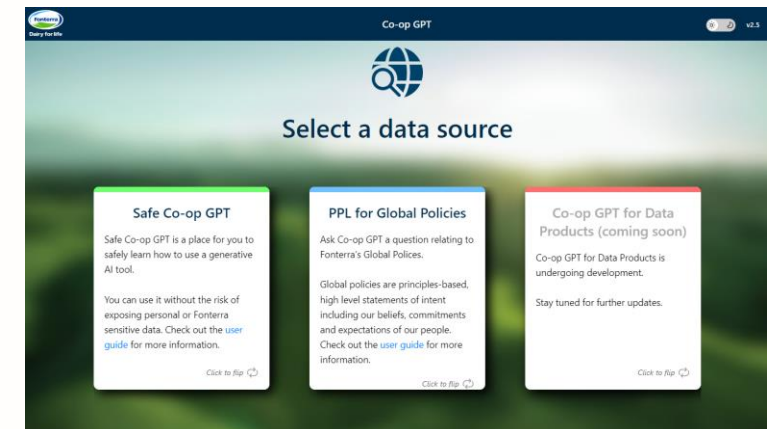 Fonterra
Dairy for life
Co-op GPT
v2.5
Select a data source
Safe Co-op GPT
Safe Co-op GPT is a place for you to
safely learn how to use a generative
AI tool.
You can use it without the risk of
exposing personal or Fonterra
sensitive data. Check out the user
guide for more information.
Click to flip
PPL for Global Policies
Ask Co-op GPT a question relating to
Fonterra's Global Polices.
Global policies are principles-based,
high level statements of intent
including our beliefs, commitments
and expectations of our people.
Check out the user guide for more
information.
Click to flip
Co-op GPT for Data
Products (coming soon)
Co-op GPT for Data Products is
undergoing development.
Stay tuned for further updates.
Click to flip